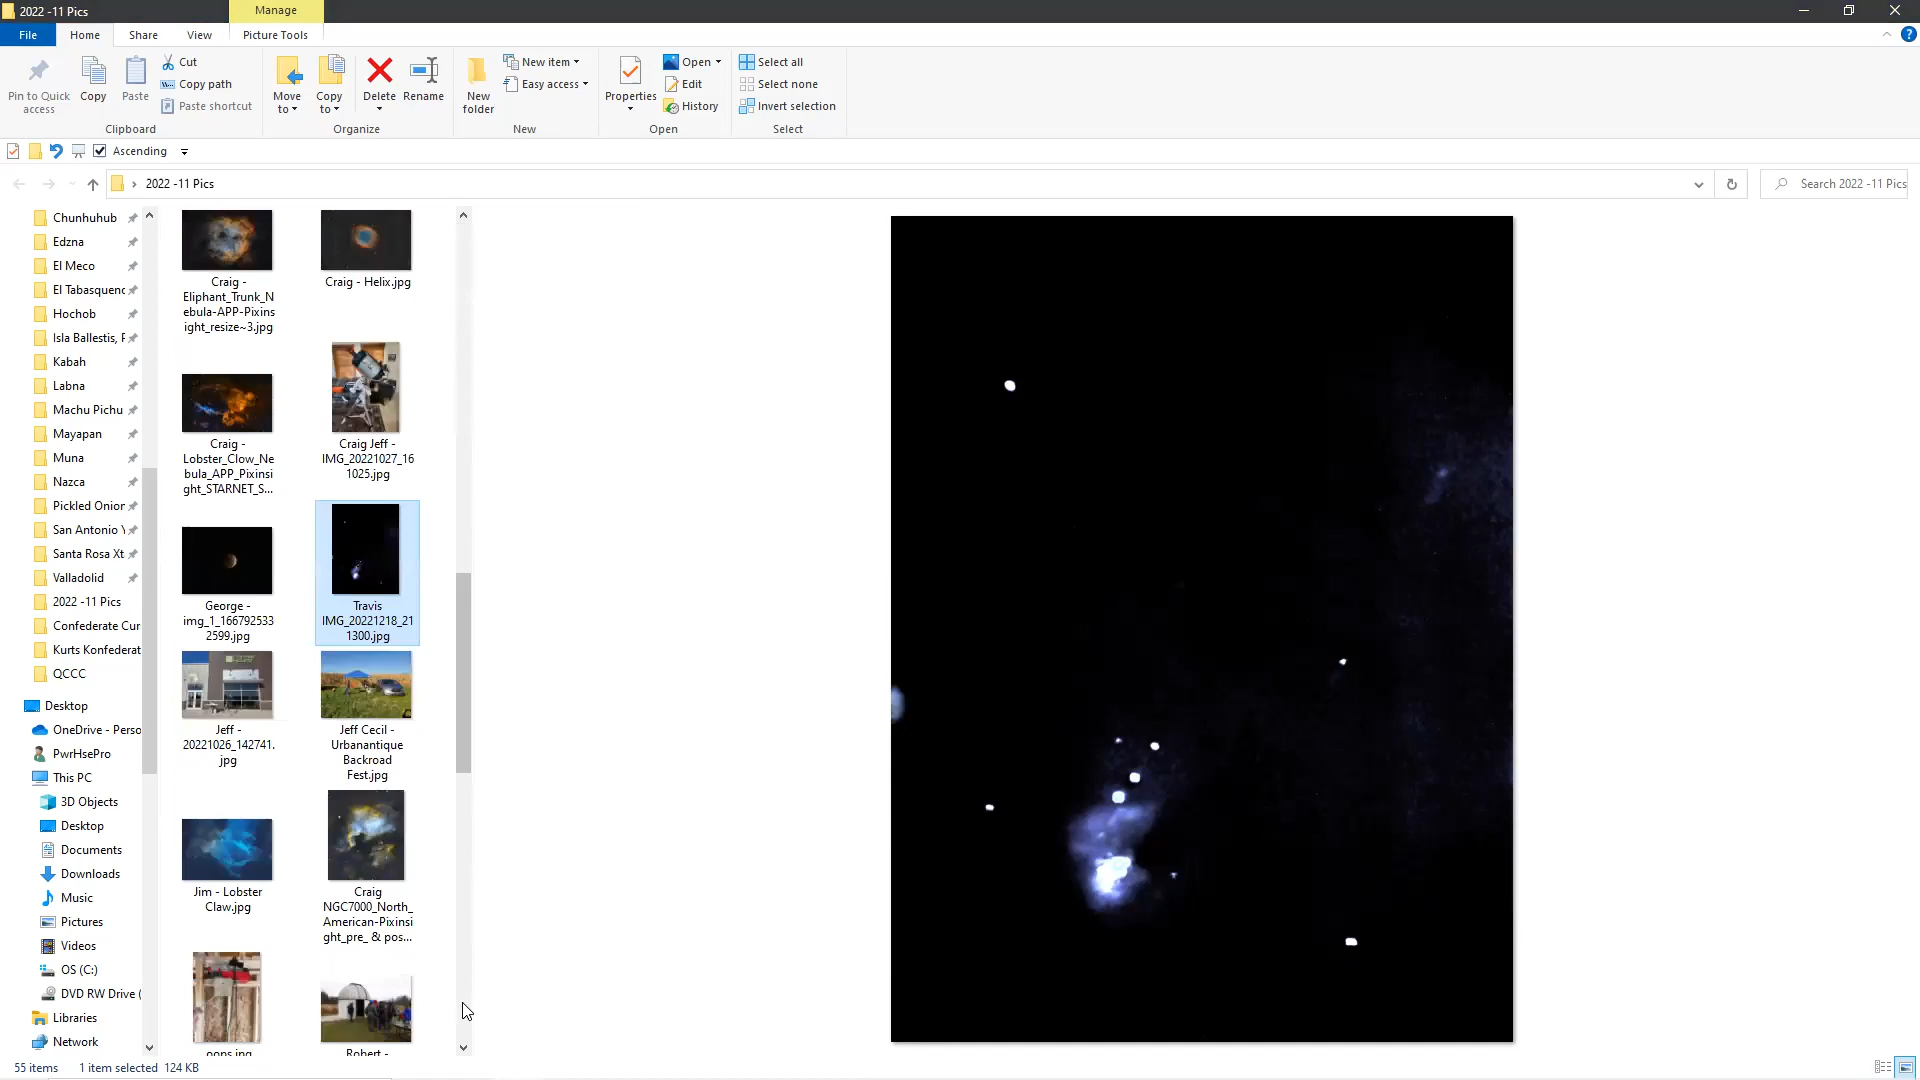 2022 -11 Pics
Manage
File
Home
Share
View
Picture Tools
Pin to Quick access
Copy
Paste
Cut
Copy path
Paste shortcut
Clipboard
Move to
Copy to
Delete
Rename
Organize
New folder
New item
Easy access
New
Properties
Open
Edit
History
Open
Select all
Select none
Invert selection
Select
Ascending
2022 -11 Pics
Search 2022 -11 Pics
Chunhuhub
Edzna
El Meco
El Tabasquenc
Hochob
Isla Ballestis, F
Kabah
Labna
Machu Pichu
Mayapan
Muna
Nazca
Pickled Onior
San Antonio Y
Santa Rosa Xt
Valladolid
2022 -11 Pics
Confederate Cur
Kurts Konfederat
QCCC
Desktop
OneDrive - Perso
PwrHsePro
This PC
3D Objects
Desktop
Documents
Downloads
Music
Pictures
Videos
OS (C:)
DVD RW Drive (
Libraries
Network
Craig -
Eliphant_Trunk_N
ebula-APP-Pixins
ight_resize~3.jpg
Craig - Helix.jpg
Craig -
Lobster_Clow_Ne
bula_APP_Pixinsi
ght_STARNET_S...
Craig Jeff -
IMG_20221027_16
1025.jpg
George -
img_1_166792533
2599.jpg
Travis
IMG_20221218_21
1300.jpg
Jeff -
20221026_142741.
jpg
Jeff Cecil -
Urbanantique
Backroad
Fest.jpg
Jim - Lobster
Claw.jpg
Craig
NGC7000_North_
American-Pixinsi
ght_pre_ & pos...
oops.jpg
Robert -
55 items
1 item selected 124 KB